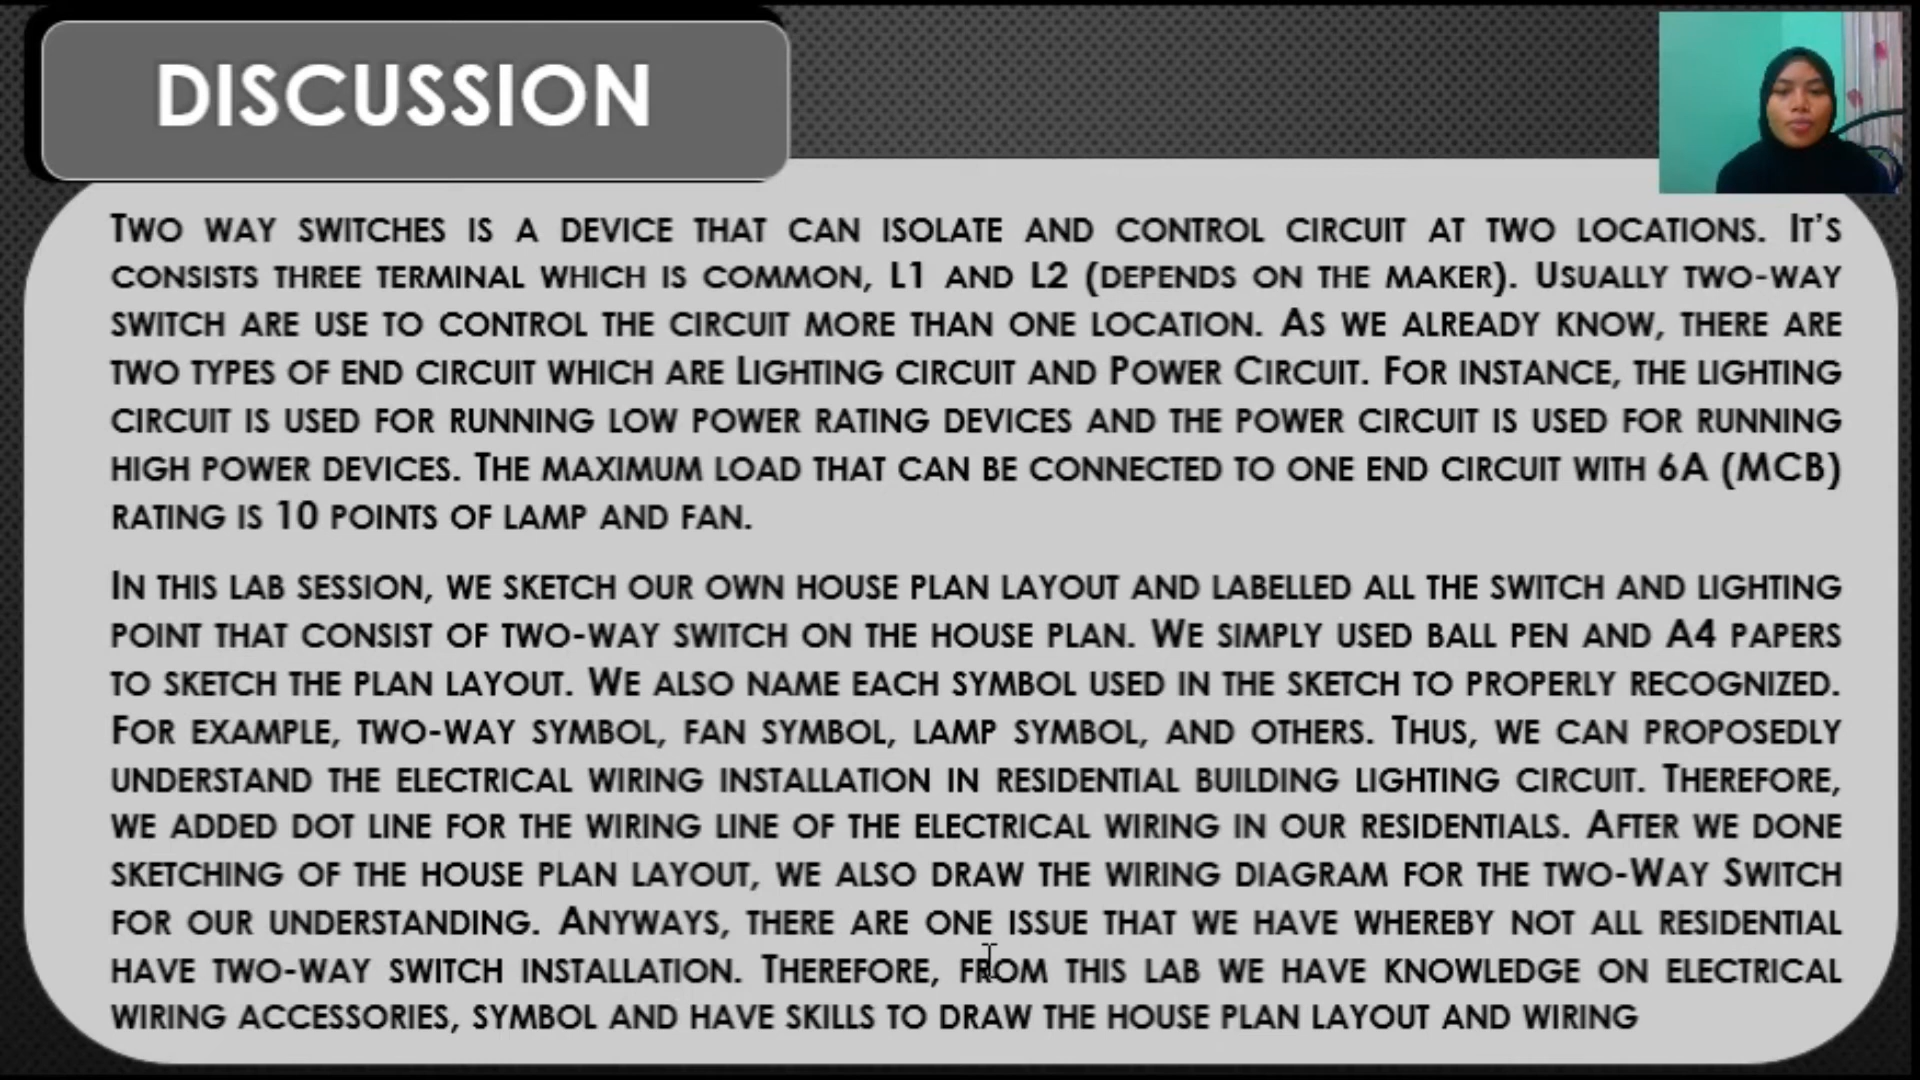 DISCUSSION
TWO WAY SWITCHES IS A DEVICE THAT CAN ISOLATE AND CONTROL CIRCUIT AT TWO LOCATIONS. IT'S
CONSISTS THREE TERMINAL WHICH IS COMMON, L1 AND L2 (DEPENDS ON THE MAKER). USUALLY TWO-WAY
SWITCH ARE USE TO CONTROL THE CIRCUIT MORE THAN ONE LOCATION. AS WE ALREADY KNOW, THERE ARE
TWO TYPES OF END CIRCUIT WHICH ARE LIGHTING CIRCUIT AND POWER CIRCUIT. FOR INSTANCE, THE LIGHTING
CIRCUIT IS USED FOR RUNNING LOW POWER RATING DEVICES AND THE POWER CIRCUIT IS USED FOR RUNNING
HIGH POWER DEVICES. THE MAXIMUM LOAD THAT CAN BE CONNECTED TO ONE END CIRCUIT WITH 6A (MCB)
RATING IS 10 POINTS OF LAMP AND FAN.
IN THIS LAB SESSION, WE SKETCH OUR OWN HOUSE PLAN LAYOUT AND LABELLED ALL THE SWITCH AND LIGHTING
POINT THAT CONSIST OF TWO-WAY SWITCH ON THE HOUSE PLAN. WE SIMPLY USED BALL PEN AND A4 PAPERS
TO SKETCH THE PLAN LAYOUT. WE ALSO NAME EACH SYMBOL USED IN THE SKETCH TO PROPERLY RECOGNIZED.
FOR EXAMPLE, TWO-WAY SYMBOL, FAN SYMBOL, LAMP SYMBOL, AND OTHERS. THUS, WE CAN PROPOSEDLY
UNDERSTAND THE ELECTRICAL WIRING INSTALLATION IN RESIDENTIAL BUILDING LIGHTING CIRCUIT. THEREFORE,
WE ADDED DOT LINE FOR THE WIRING LINE OF THE ELECTRICAL WIRING IN OUR RESIDENTIALS. AFTER WE DONE
SKETCHING OF THE HOUSE PLAN LAYOUT, WE ALSO DRAW THE WIRING DIAGRAM FOR THE TWO-WAY SWITCH
FOR OUR UNDERSTANDING. ANYWAYS, THERE ARE ONE ISSUE THAT WE HAVE WHEREBY NOT ALL RESIDENTIAL
HAVE TWO-WAY SWITCH INSTALLATION. THEREFORE, FROM THIS LAB WE HAVE KNOWLEDGE ON ELECTRICAL
WIRING ACCESSORIES, SYMBOL AND HAVE SKILLS TO DRAW THE HOUSE PLAN LAYOUT AND WIRING